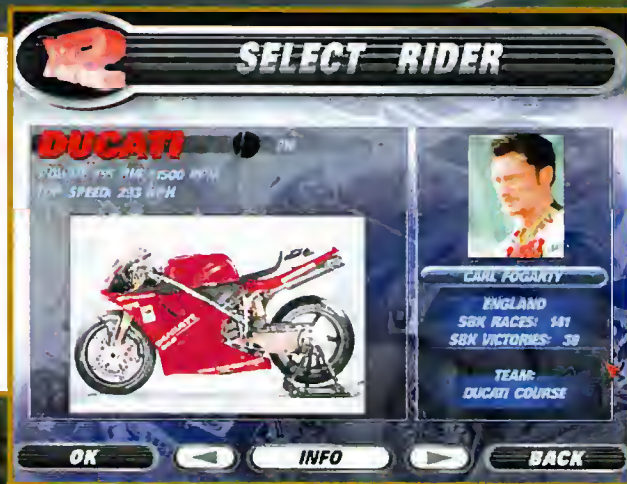 SELECT RIDER
DUCATI
TOP SPEED: 293 KPH
DUCATI
CARL FOGARTY
ENGLAND
SBK RACES: 141
SBK VICTORIES:
TEAM:
DUCATI COURSE
OK
INFO
BACK